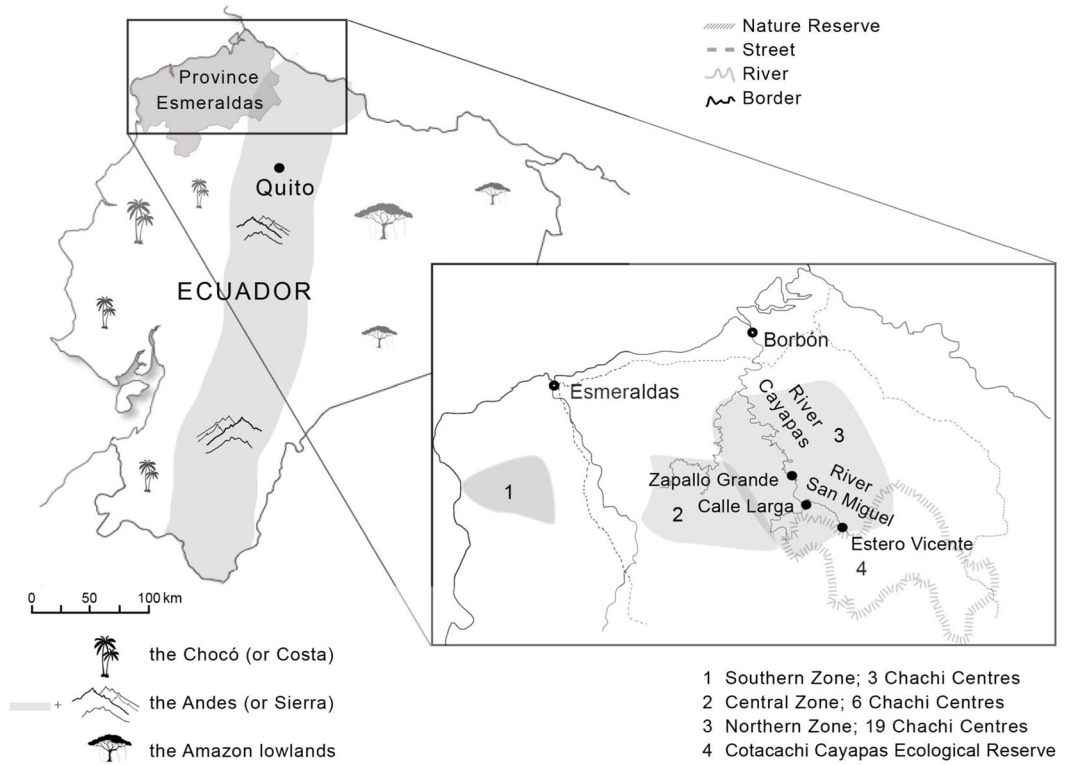 Nature Reserve
Street
River
Border
Province
Esmeraldas
Quito
ECUADOR
Borbón
Esmeraldas
River
Cayapas
3
1
Zapallo Grande
River
San Miguel
2
Calle Larga
Estero Vicente
4
0 50 100 km
the Chocó (or Costa)
+ the Andes (or Sierra)
the Amazon lowlands
1 Southern Zone; 3 Chachi Centres
2 Central Zone; 6 Chachi Centres
3 Northern Zone; 19 Chachi Centres
4 Cotacachi Cayapas Ecological Reserve